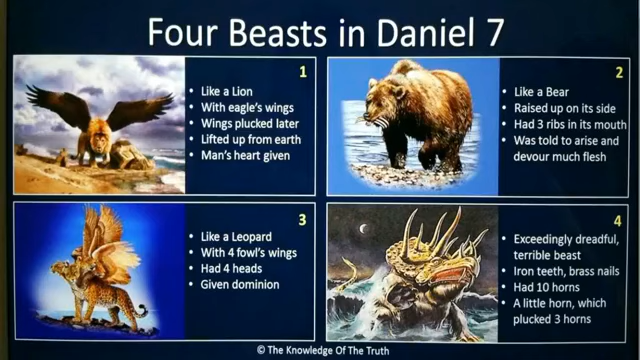 Four Beasts in Daniel 7
1
• Like a Lion
• With eagle's wings
• Wings plucked later
• Lifted up from earth
• Man's heart given
2
• Like a Bear
• Raised up on its side
• Had 3 ribs in its mouth
• Was told to arise and
devour much flesh
3
• Like a Leopard
• With 4 fowl's wings
• Had 4 heads
• Given dominion
4
• Exceedingly dreadful,
terrible beast
• Iron teeth, brass nails
• Had 10 horns
• A little horn, which
plucked 3 horns
© The Knowledge Of The Truth